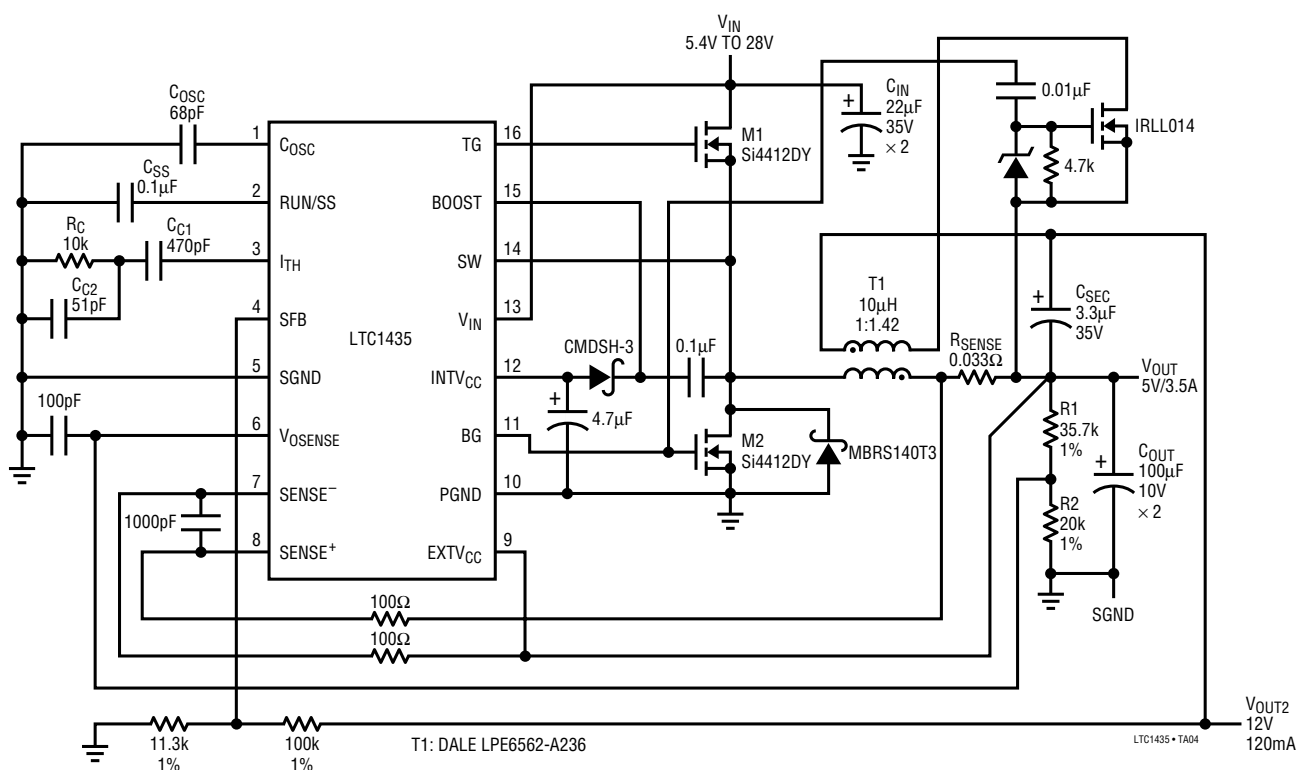 V_IN
5.4V TO 28V
C_OSC
68pF
1
C_OSC
TG
16
M1
Si4412DY
+
C_IN
22µF
35V
× 2
0.01µF
IRLL014
4.7k
C_SS
0.1µF
2
RUN/SS
BOOST
15
R_C
10k
C_C1
470pF
3
I_TH
SW
14
C_C2
51pF
4
SFB
V_IN
13
LTC1435
T1
10µH
1:1.42
+
C_SEC
3.3µF
35V
5
SGND
INTV_CC
12
CMDSH-3
0.1µF
R_SENSE
0.033Ω
V_OUT
5V/3.5A
+
4.7µF
100pF
6
V_OSENSE
BG
11
M2
Si4412DY
MBRS140T3
R1
35.7k
1%
+
C_OUT
100µF
10V
× 2
7
SENSE⁻
PGND
10
1000pF
R2
20k
1%
8
SENSE⁺
EXTV_CC
9
SGND
100Ω
100Ω
11.3k
1%
100k
1%
T1: DALE LPE6562-A236
LTC1435 • TA04
V_OUT2
12V
120mA